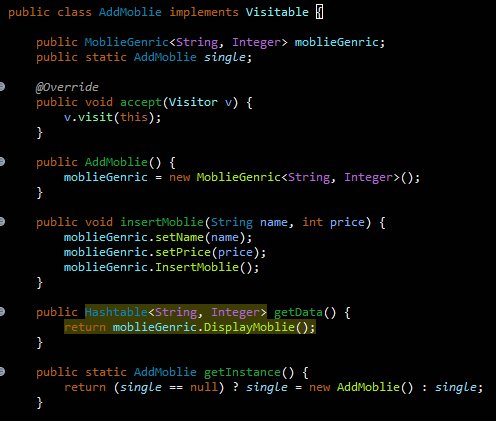 public class AddMoblie implements Visitable {
public MoblieGenric<String, Integer> moblieGenric;
public static AddMoblie single;
@Override
public void accept(Visitor v) {
v.visit(this);
}
public AddMoblie() {
moblieGenric = new MoblieGenric<String, Integer>();
}
public void insertMoblie(String name, int price) {
moblieGenric.setName(name);
moblieGenric.setPrice(price);
moblieGenric.InsertMoblie();
}
public Hashtable<String, Integer> getData() {
return moblieGenric.DisplayMoblie();
}
public static AddMoblie getInstance() {
return (single == null) ? single = new AddMoblie() : single;
}